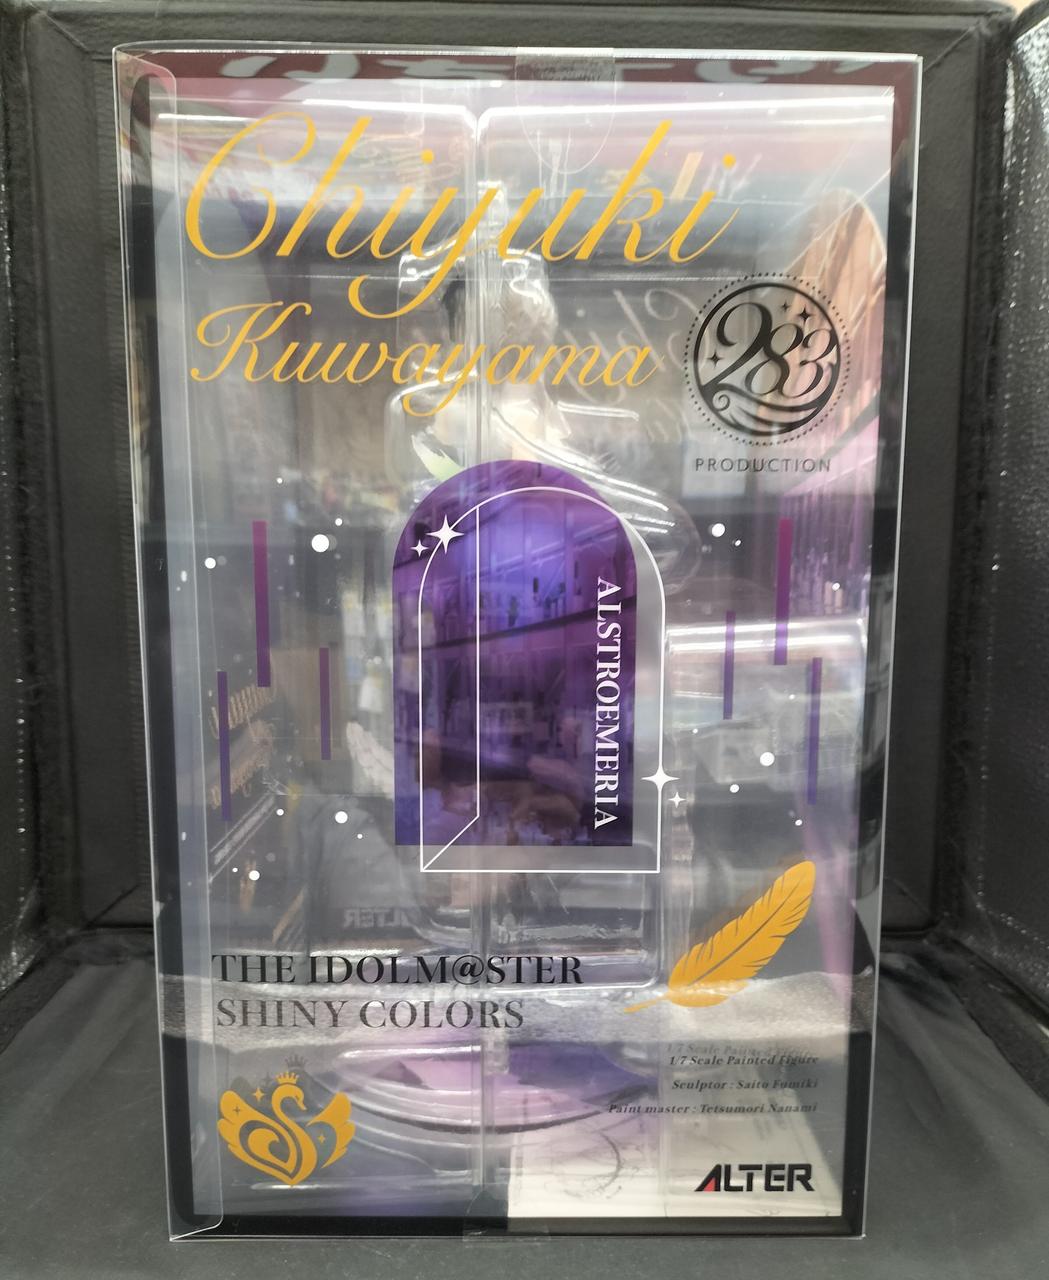 Chiyuki
Kuwayama
283
PRODUCTION
ALSTROEMERIA
THE IDOLM@STER
SHINY COLORS
1/7 Scale Painted Figure
Sculptor : Saito Fumiki
Paint master : Tetsumori Nanami
ALTER